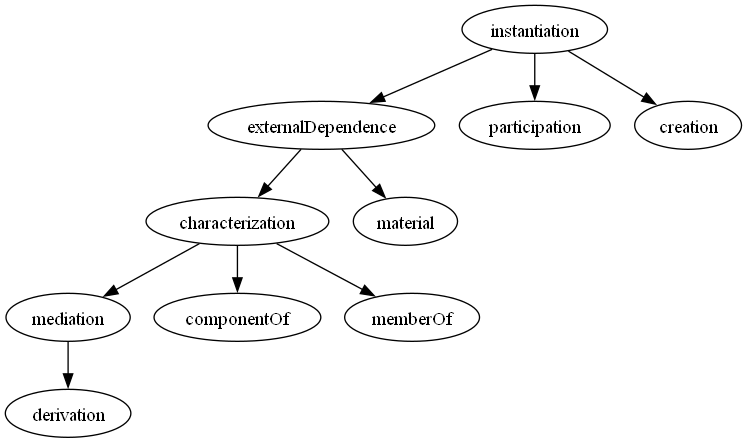 instantiation
externalDependence
participation
creation
characterization
material
mediation
componentOf
memberOf
derivation